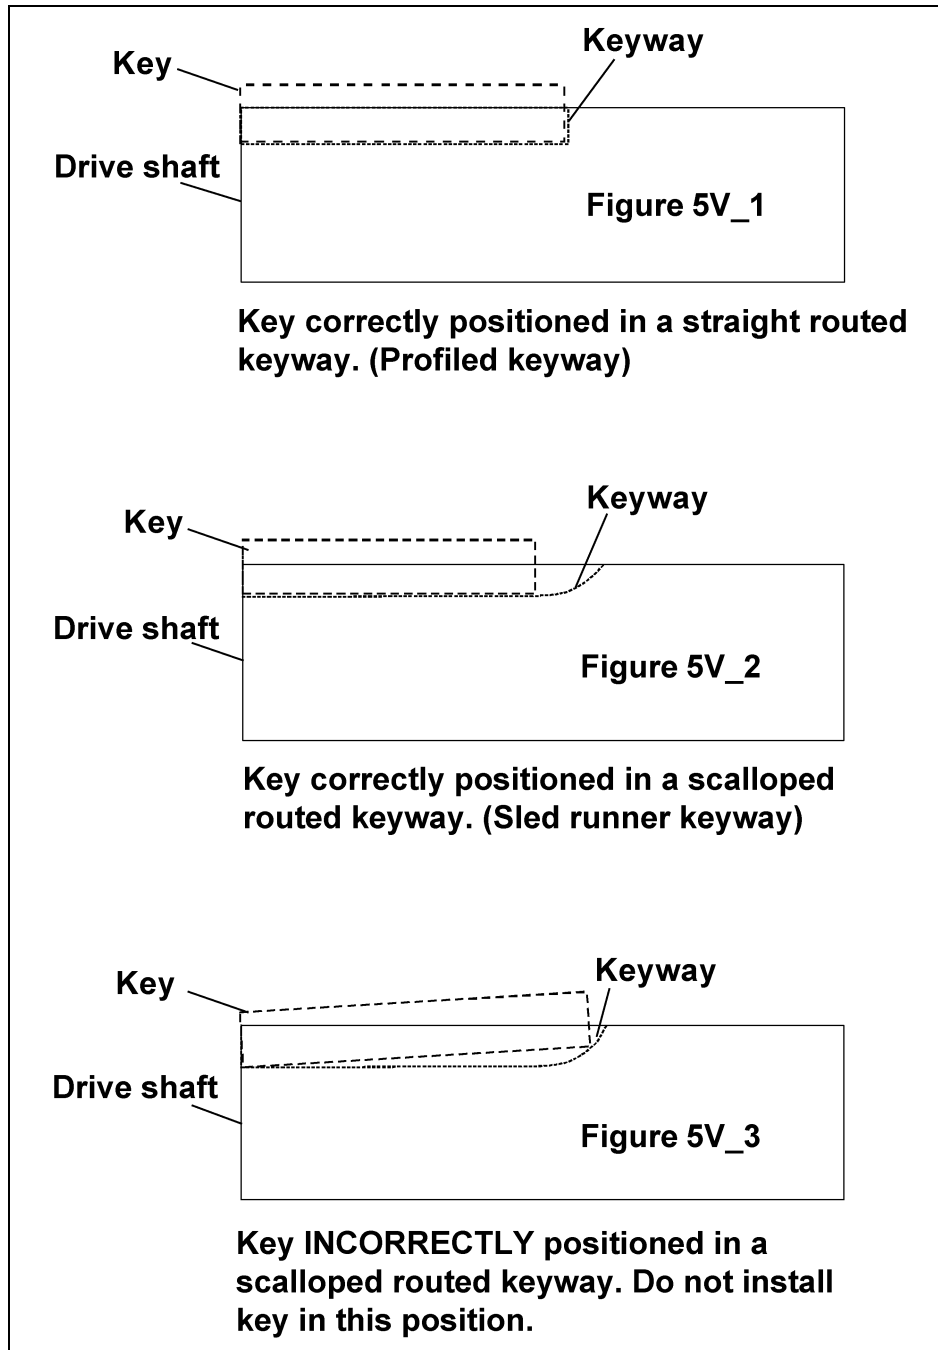 Keyway
Key
Drive shaft
Figure 5V_1
Key correctly positioned in a straight routed
keyway. (Profiled keyway)
Keyway
Key
Drive shaft
Figure 5V_2
Key correctly positioned in a scalloped
routed keyway. (Sled runner keyway)
Keyway
Key
Drive shaft
Figure 5V_3
Key INCORRECTLY positioned in a
scalloped routed keyway. Do not install
key in this position.